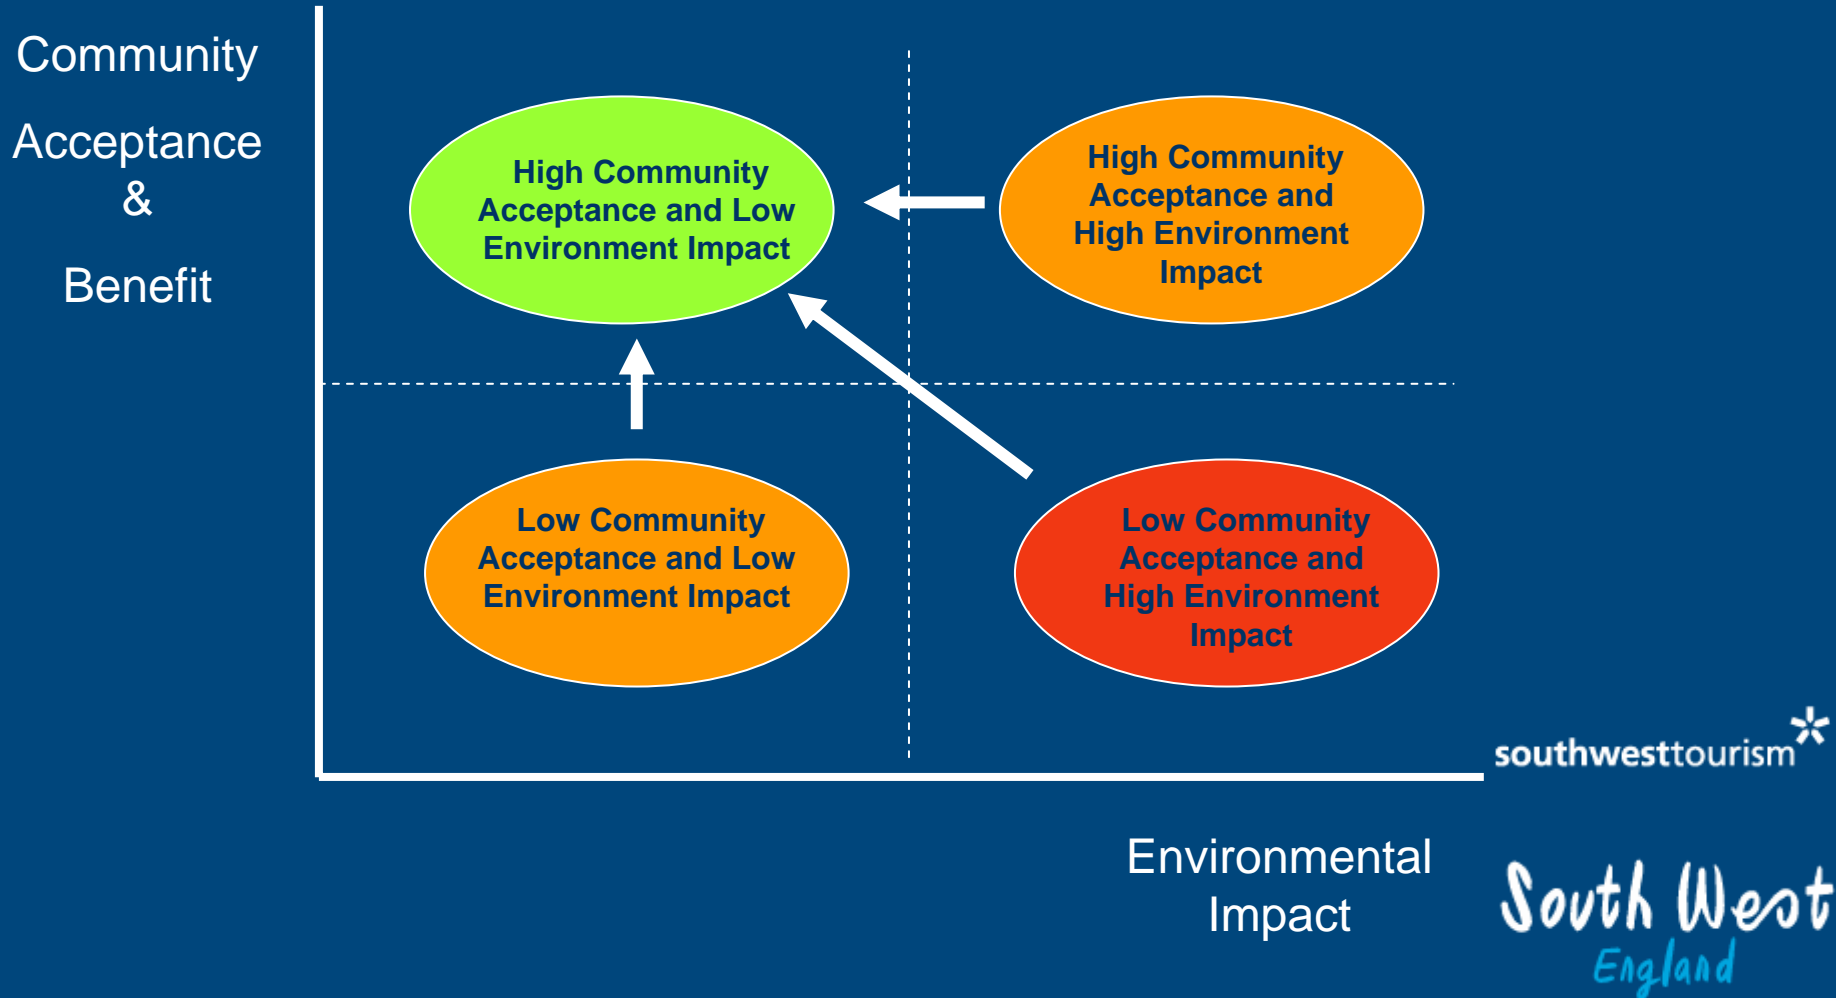 Community
Acceptance
&
Benefit
High Community
Acceptance and Low
Environment Impact
High Community
Acceptance and
High Environment
Impact
Low Community
Acceptance and Low
Environment Impact
Low Community
Acceptance and
High Environment
Impact
southwesttourism
Environmental
Impact
South West
England